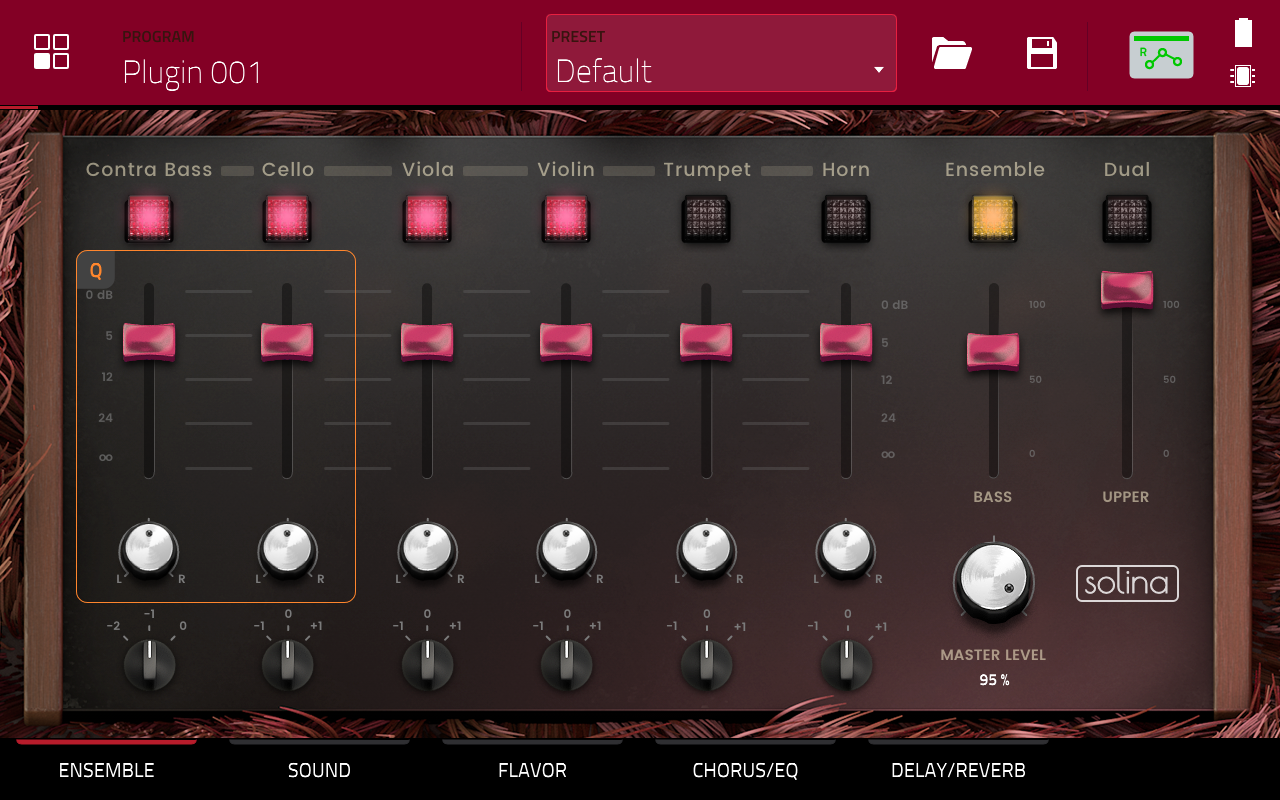 PROGRAM
Plugin 001
PRESET
Default
R
Contra Bass Cello Viola Violin Trumpet Horn Ensemble Dual
Q
0 dB 0 dB 100 100
5 5
12 12 50 50
24 24
∞ ∞ 0 0
BASS UPPER
L R L R L R L R L R L R
solina
-1 0 0 0 0 0
-2 0 -1 +1 -1 +1 -1 +1 -1 +1 -1 +1
MASTER LEVEL
95 %
ENSEMBLE SOUND FLAVOR CHORUS/EQ DELAY/REVERB